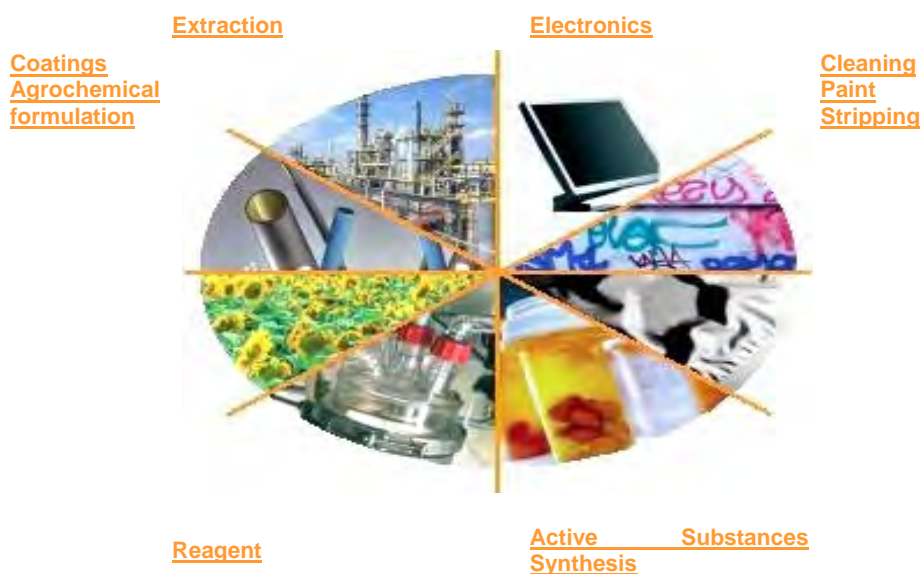 Extraction
Electronics
Coatings
Agrochemical
formulation
Cleaning
Paint
Stripping
Reagent
Active Substances
Synthesis